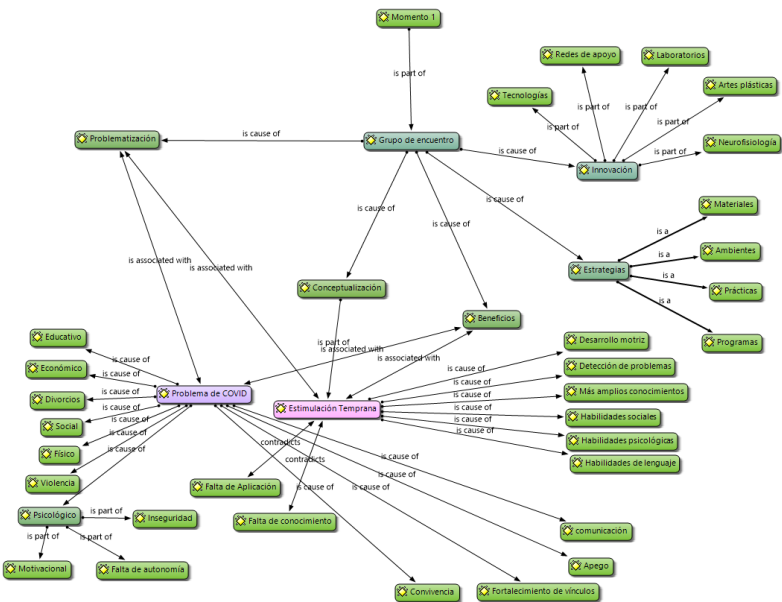 Momento 1
is part of
Redes de apoyo
Laboratorios
Artes plásticas
Tecnologías
is part of
is part of
is part of
is part of
Neurofisiología
is part of
Problematización
is cause of
Grupo de encuentro
is cause of
Innovación
is cause of
is cause of
is cause of
Materiales
is a
Ambientes
is a
Estrategías
is a
Prácticas
is a
Programas
is associated with
is associated with
Conceptualización
Beneficios
is part of
is associated with
is associated with
Educativo
is cause of
Económico
is cause of
Divorcios
is cause of
Social
is cause of
Físico
is cause of
Violencia
is cause of
is cause of
Problema de COVID
Estimulación Temprana
Desarrollo motriz
is cause of
Detección de problemas
is cause of
Más amplios conocimientos
is cause of
Habilidades sociales
is cause of
Habilidades psicológicas
is cause of
Habilidades de lenguaje
is cause of
contradicts
contradicts
Falta de Aplicación
Falta de conocimiento
is cause of
is cause of
is cause of
is cause of
Psicológico
is part of
Inseguridad
is part of
is part of
Motivacional
Falta de autonomía
comunicación
Apego
Convivencia
Fortalecimiento de vínculos